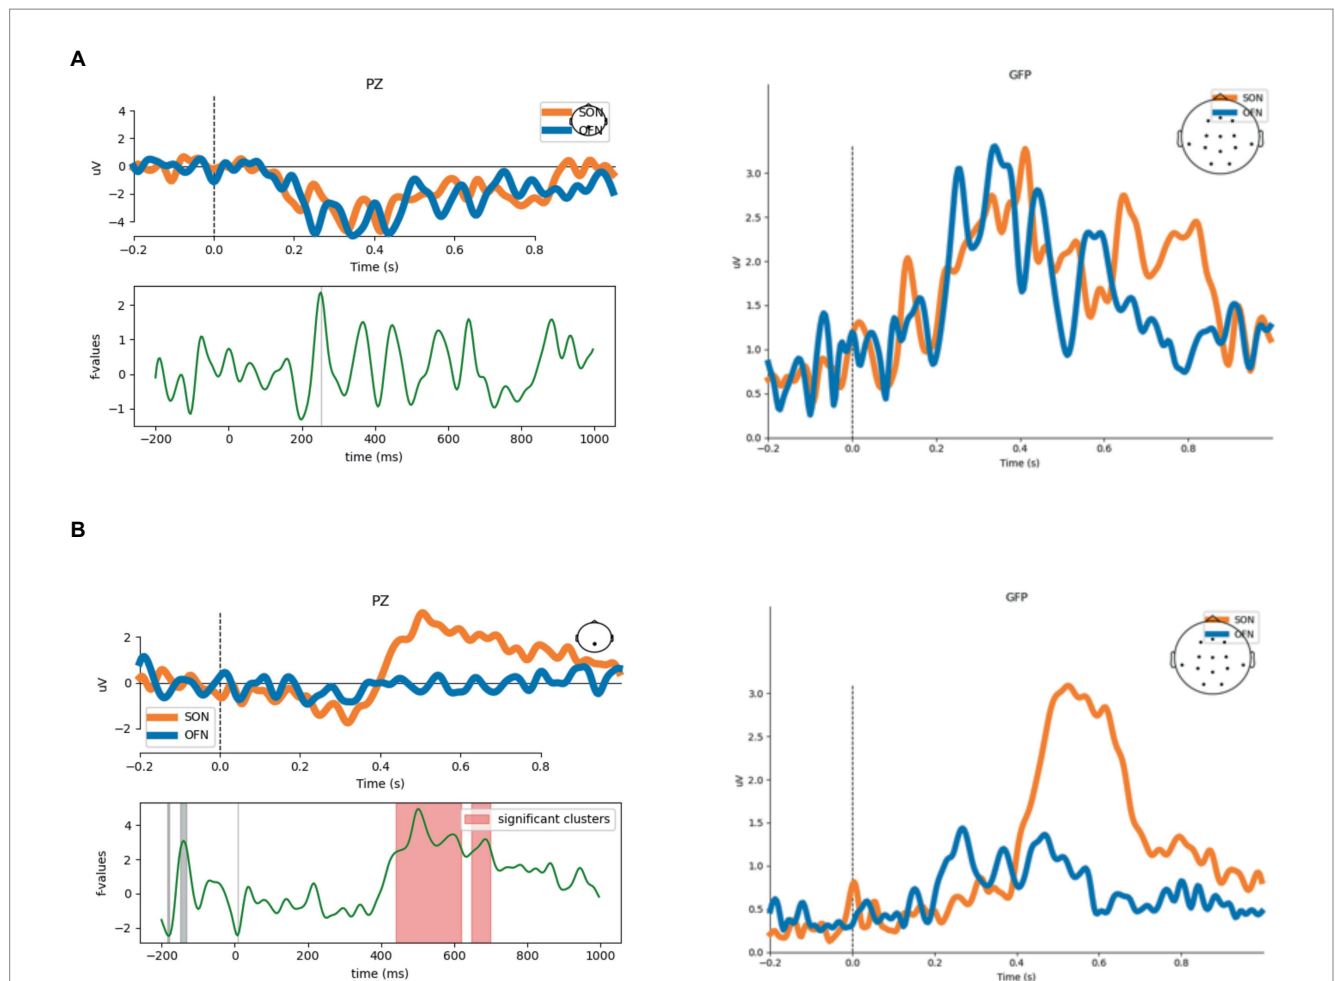 A
PZ
4
2
0
−2
−4
uV
SON
OFN
−0.2 0.0 0.2 0.4 0.6 0.8
Time (s)
2
1
0
−1
f-values
−200 0 200 400 600 800 1000
time (ms)
GFP
SON
OFN
3.0
2.5
2.0
1.5
1.0
0.5
0.0
uV
−0.2 0.0 0.2 0.4 0.6 0.8
Time (s)
B
PZ
2
0
−2
uV
SON
OFN
−0.2 0.0 0.2 0.4 0.6 0.8
Time (s)
significant clusters
4
2
0
−2
f-values
−200 0 200 400 600 800 1000
time (ms)
GFP
SON
OFN
3.0
2.5
2.0
1.5
1.0
0.5
0.0
uV
−0.2 0.0 0.2 0.4 0.6 0.8
Time (s)